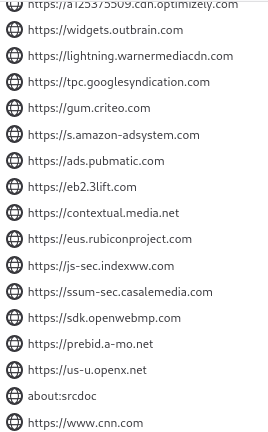 https://a125375509.cdn.optimizely.com
https://widgets.outbrain.com
https://lightning.warnermediacdn.com
https://tpc.googlesyndication.com
https://gum.criteo.com
https://s.amazon-adsystem.com
https://ads.pubmatic.com
https://eb2.3lift.com
https://contextual.media.net
https://eus.rubiconproject.com
https://js-sec.indexww.com
https://ssum-sec.casalemedia.com
https://sdk.openwebmp.com
https://prebid.a-mo.net
https://us-u.openx.net
about:srcdoc
https://www.cnn.com